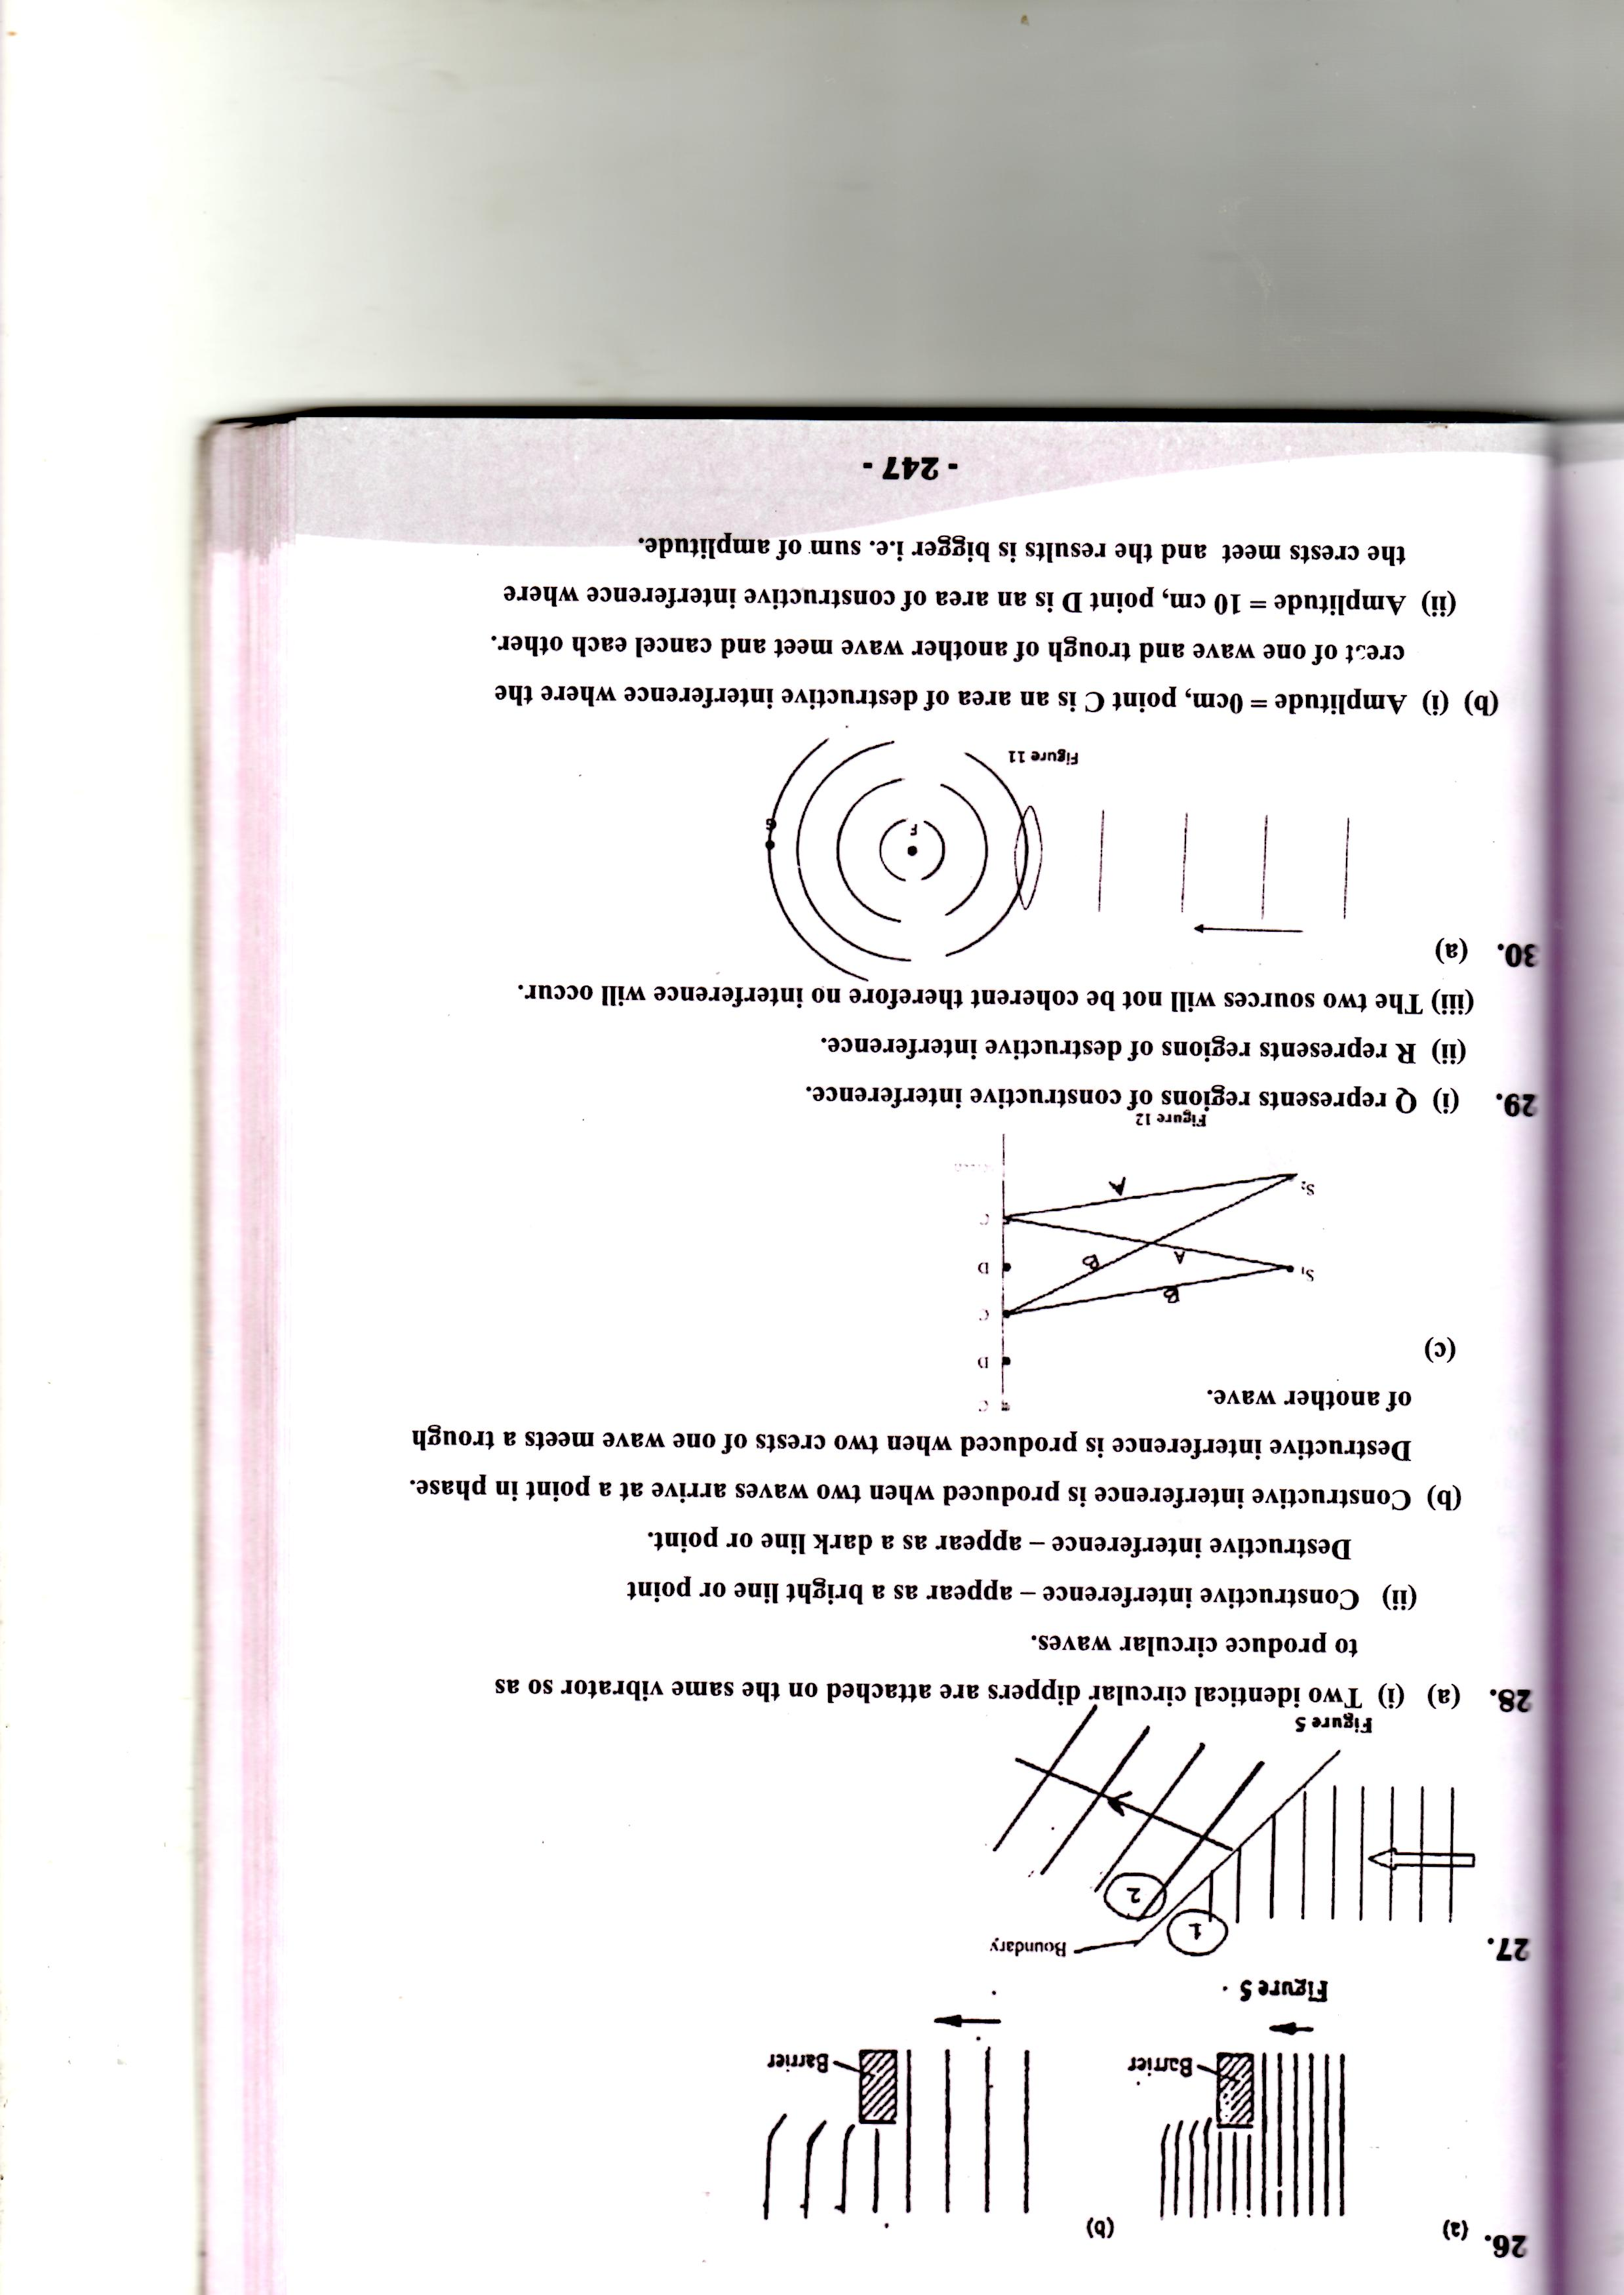 26. (a) (b)
Barrier Barrier
Figure 5
27.
Boundary
1
2
Figure 5
28. (a) (i) Two identical circular dippers are attached on the same vibrator so as
to produce circular waves.
(ii) Constructive interference – appear as a bright line or point
Destructive interference – appear as a dark line or point.
(b) Constructive interference is produced when two waves arrive at a point in phase.
Destructive interference is produced when two crests of one wave meets a trough
of another wave.
(c)
C
D
C
B
S₁
D
B
A
C
A
S₂
Figure 12
29. (i) Q represents regions of constructive interference.
(ii) R represents regions of destructive interference.
(iii) The two sources will not be coherent therefore no interference will occur.
30. (a)
F
G
Figure 11
(b) (i) Amplitude = 0cm, point C is an area of destructive interference where the
crest of one wave and trough of another wave meet and cancel each other.
(ii) Amplitude = 10 cm, point D is an area of constructive interference where
the crests meet and the results is bigger i.e. sum of amplitude.
- 247 -